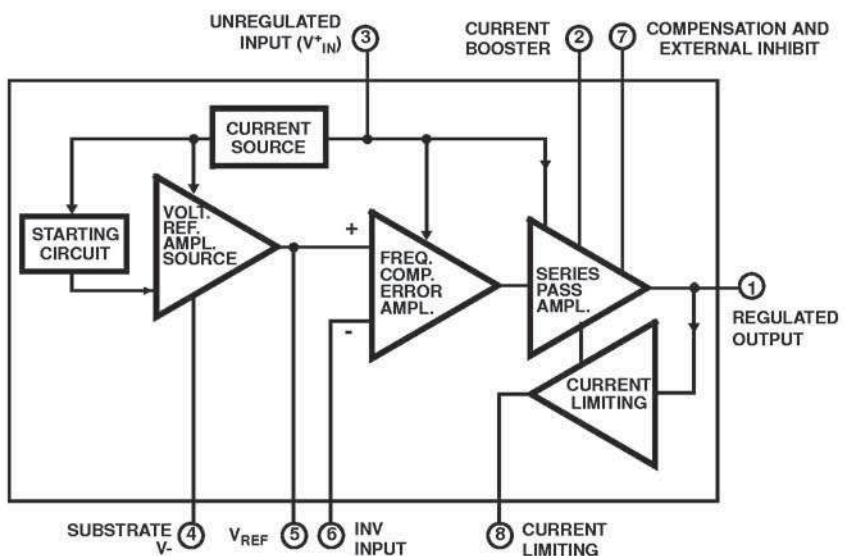 UNREGULATED
INPUT (V+IN)
3
CURRENT
BOOSTER
2
7
COMPENSATION AND
EXTERNAL INHIBIT
CURRENT
SOURCE
STARTING
CIRCUIT
VOLT.
REF.
AMPL.
SOURCE
+
-
FREQ.
COMP.
ERROR
AMPL.
SERIES
PASS
AMPL.
1
REGULATED
OUTPUT
CURRENT
LIMITING
SUBSTRATE
V-
4
VREF
5
6
INV
INPUT
8
CURRENT
LIMITING